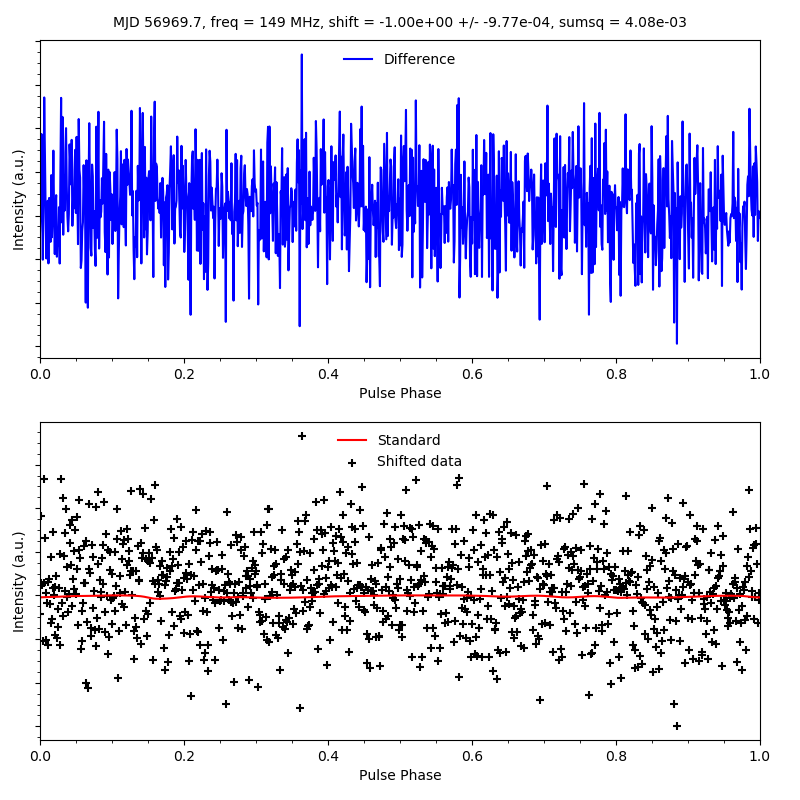 MJD 56969.7, freq = 149 MHz, shift = -1.00e+00 +/- -9.77e-04, sumsq = 4.08e-03
Difference
Intensity (a.u.)
0.0 0.2 0.4 0.6 0.8 1.0
Pulse Phase
Standard
Shifted data
Intensity (a.u.)
0.0 0.2 0.4 0.6 0.8 1.0
Pulse Phase